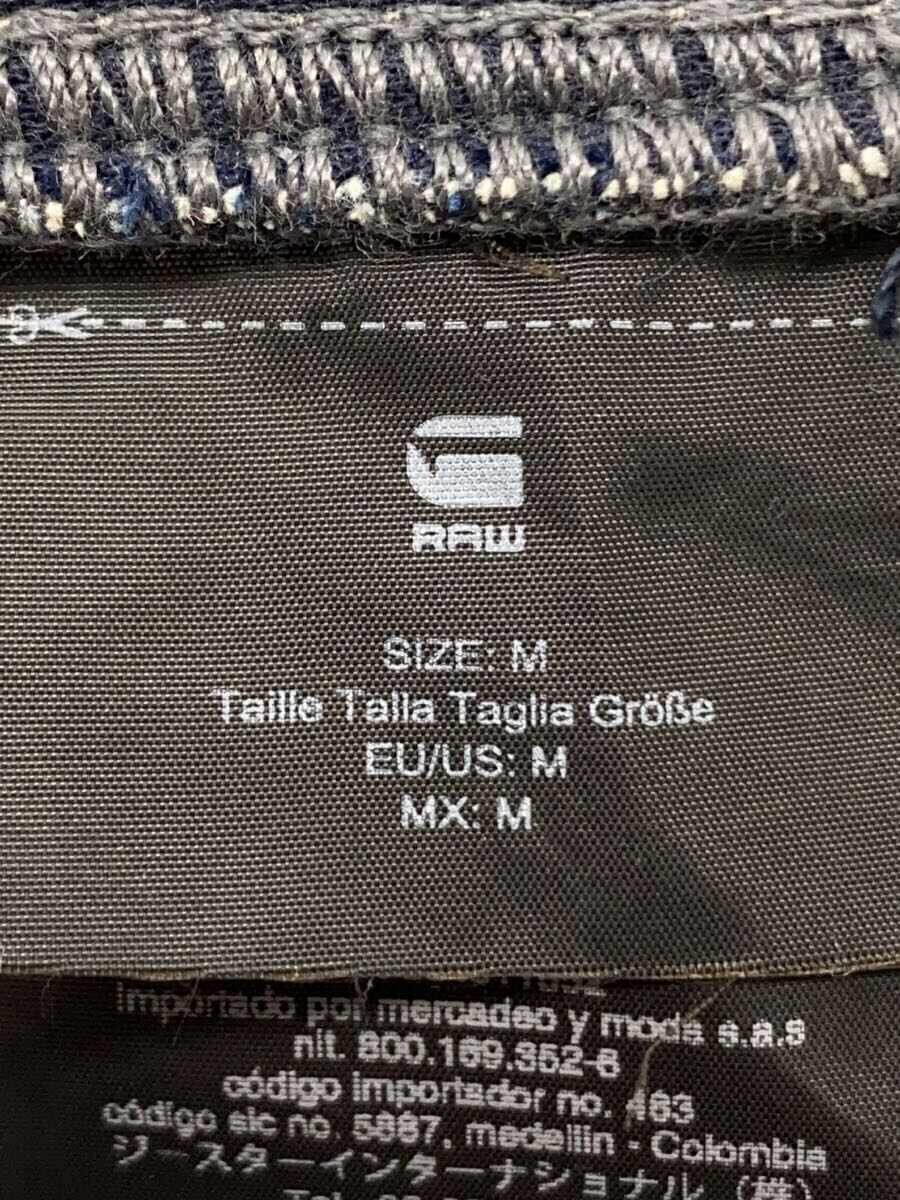 G
RAW
SIZE: M
Taille Talla Taglia Größe
EU/US: M
MX: M
importado por mercadeo y moda s.a.s
nit. 800.169.352-6
código importador no. 463
código sic no. 5887, medellin - Colombia
ジースターインターナショナル (株)